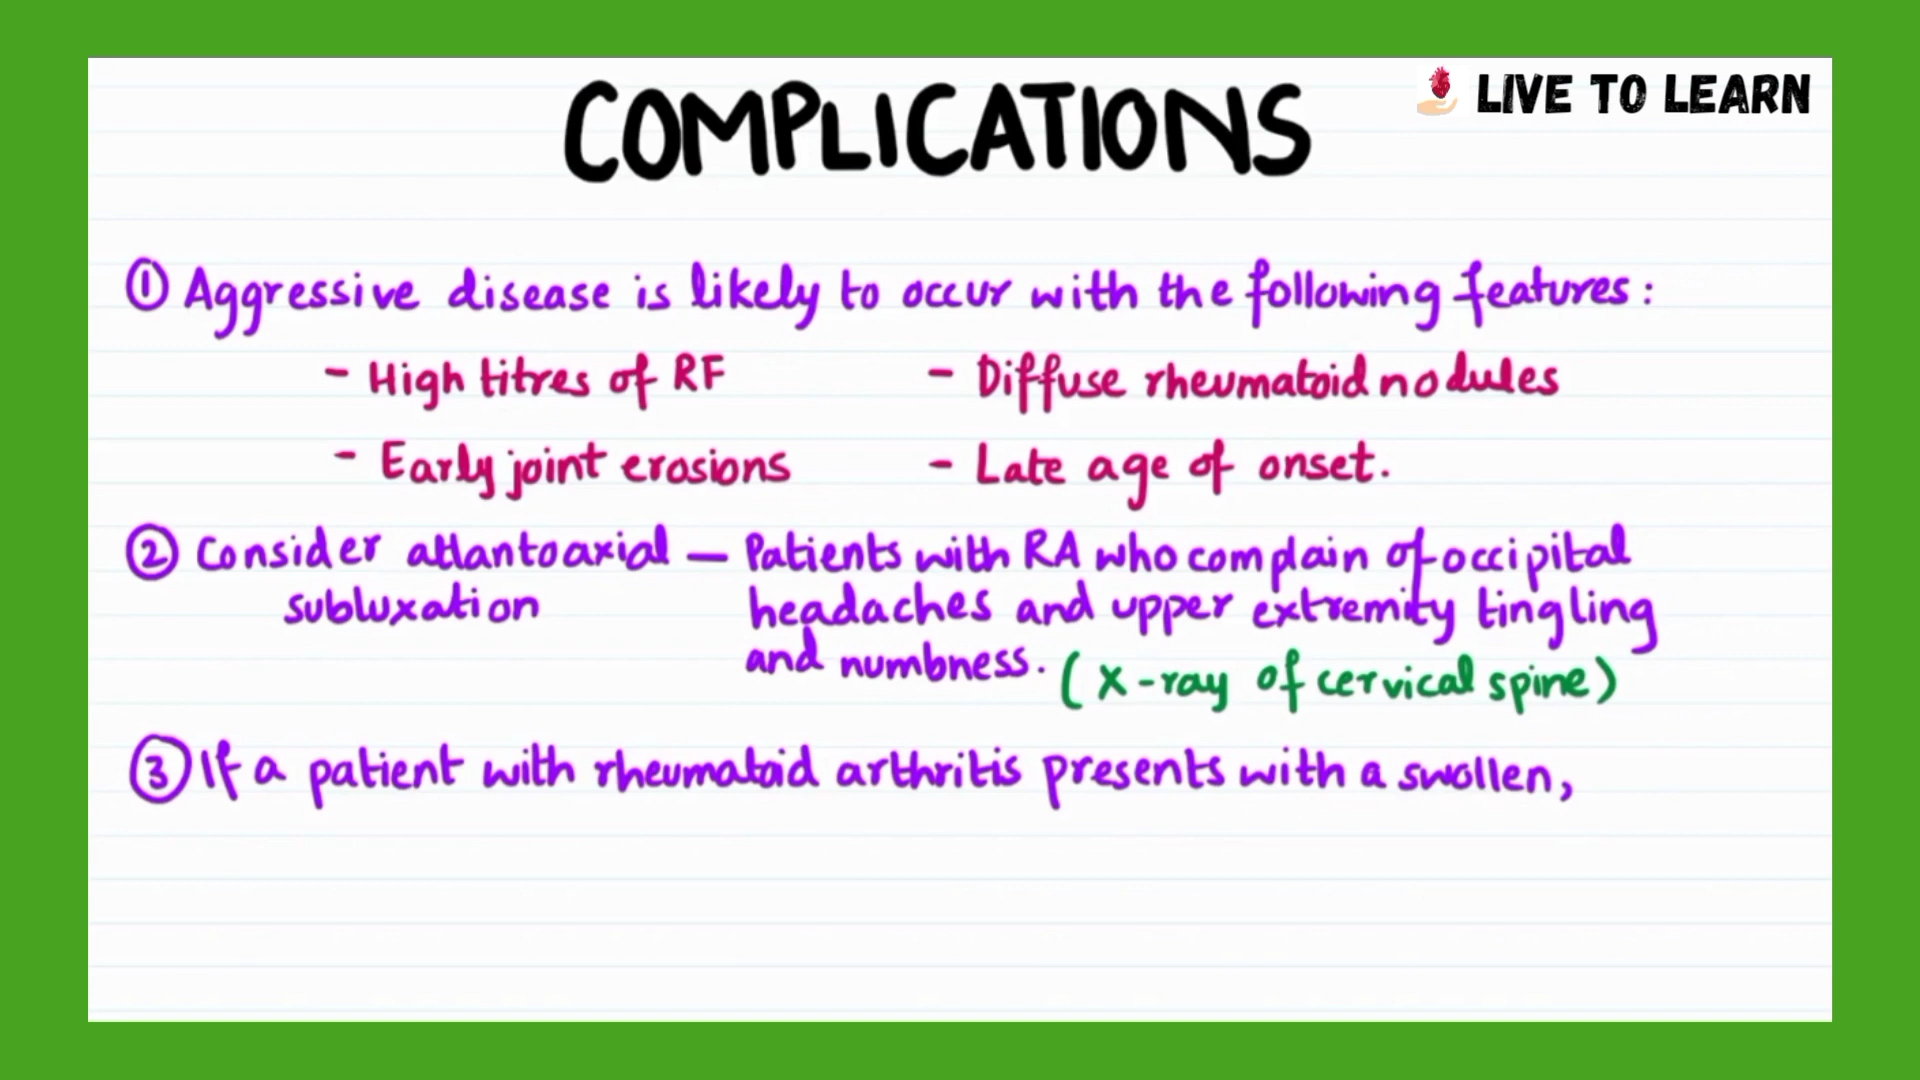 COMPLICATIONS
LIVE TO LEARN
① Aggressive disease is likely to occur with the following features:
- High titres of RF - Diffuse rheumatoid nodules
- Early joint erosions - Late age of onset.
② Consider atlantoaxial — Patients with RA who complain of occipital
subluxation headaches and upper extremity tingling
and numbness. (X-ray of cervical spine)
③ If a patient with rheumatoid arthritis presents with a swollen,